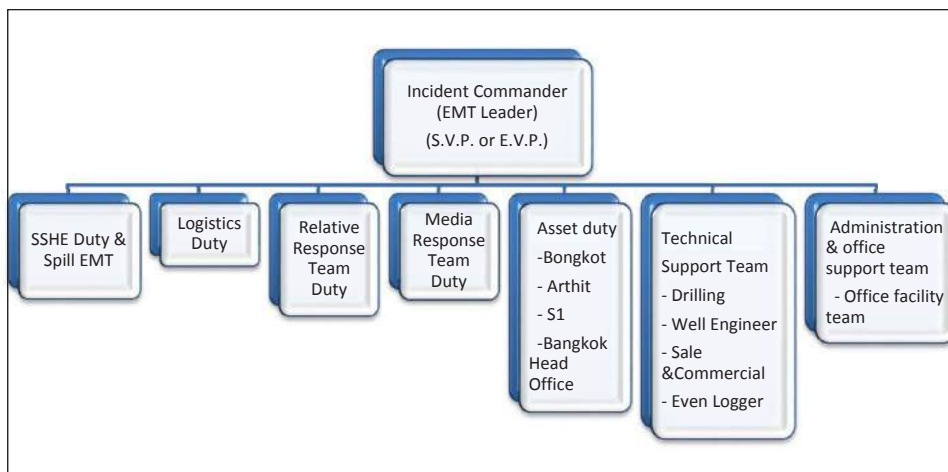 Incident Commander
(EMT Leader)
(S.V.P. or E.V.P.)
SSHE Duty &
Spill EMT
Logistics
Duty
Relative
Response
Team
Duty
Media
Response
Team
Duty
Asset duty
-Bongkot
- Arthit
- S1
-Bangkok
Head
Office
Technical
Support Team
- Drilling
- Well Engineer
- Sale
&Commercial
- Even Logger
Administration
& office
support team
- Office facility
team